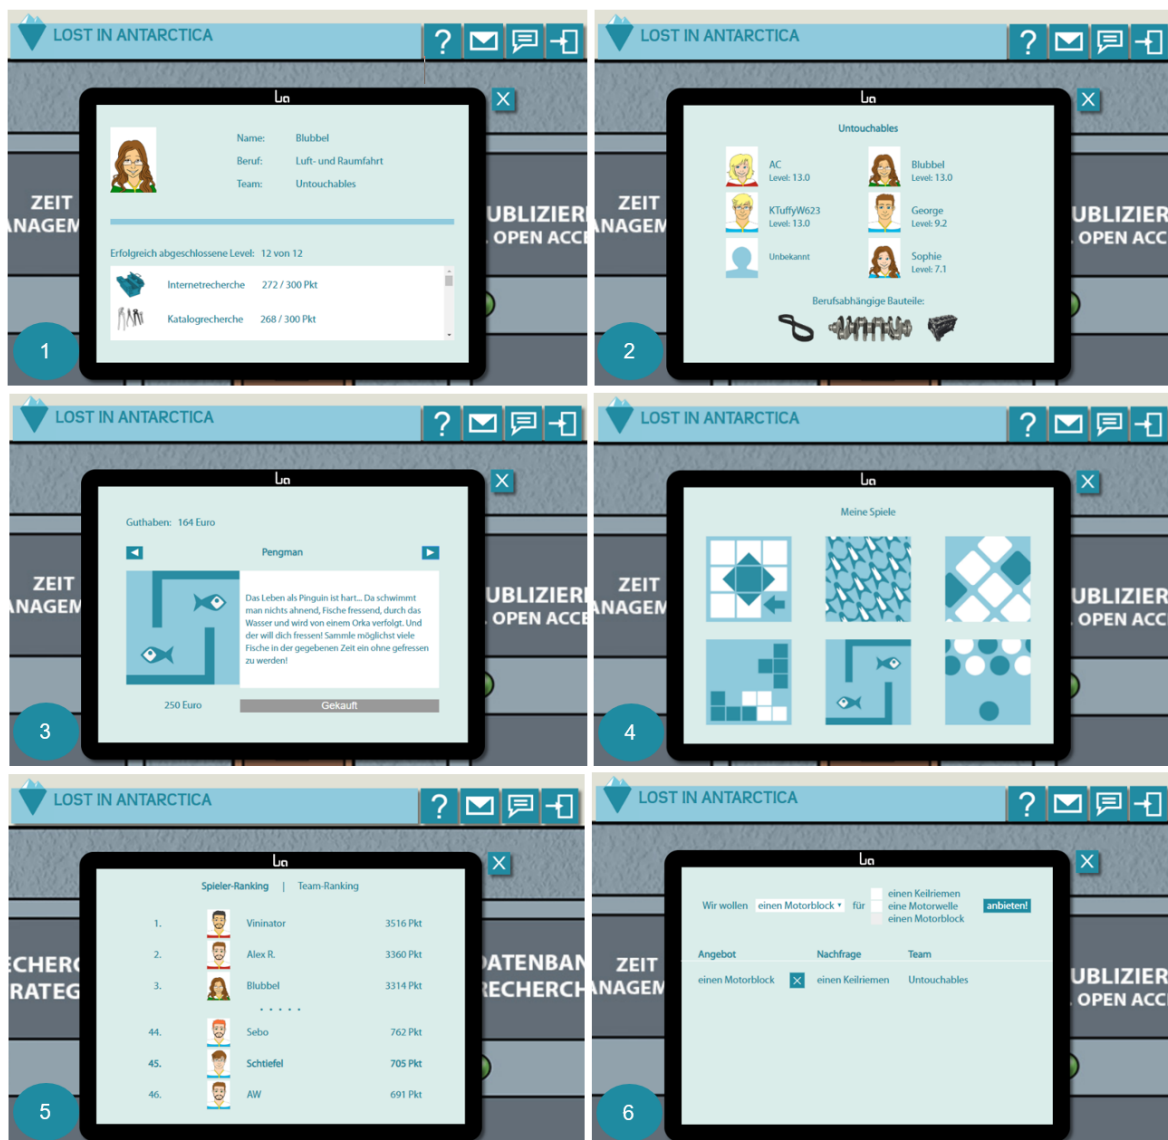 LOST IN ANTARCTICA
?
X
ZEIT
ANAGEM
UBLIZIER
OPEN ACCE
Name: Blubbel
Beruf: Luft- und Raumfahrt
Team: Untouchables
Erfolgreich abgeschlossene Level: 12 von 12
Internetrecherche 272 / 300 Pkt
Katalogrecherche 268 / 300 Pkt
1
LOST IN ANTARCTICA
?
X
ZEIT
ANAGEM
UBLIZIER
OPEN ACC
Untouchables
AC
Level: 13.0
Blubbel
Level: 13.0
KTuffyW623
Level: 13.0
George
Level: 9.2
Unbekannt
Sophie
Level: 7.1
Berufsabhängige Bauteile:
2
LOST IN ANTARCTICA
?
X
ZEIT
ANAGEM
UBLIZIER
OPEN ACCE
Guthaben: 164 Euro
Pengman
Das Leben als Pinguin ist hart... Da schwimmt
man nichts ahnend, Fische fressend, durch das
Wasser und wird von einem Orka verfolgt. Und
der will dich fressen! Sammle möglichst viele
Fische in der gegebenen Zeit ein ohne gefressen
zu werden!
250 Euro Gekauft
3
LOST IN ANTARCTICA
?
X
ZEIT
ANAGEM
UBLIZIER
OPEN ACC
Meine Spiele
4
LOST IN ANTARCTICA
?
X
ECHERC
RATEG
DATENBAN
RECHERCH
Spieler-Ranking | Team-Ranking
1. Vininator 3516 Pkt
2. Alex R. 3360 Pkt
3. Blubbel 3314 Pkt
. . . . .
44. Sebo 762 Pkt
45. Schtiefel 705 Pkt
46. AW 691 Pkt
5
LOST IN ANTARCTICA
?
X
ZEIT
ANAGEM
UBLIZIER
OPEN ACC
Wir wollen einen Motorblock für
einen Keilriemen
eine Motorwelle
einen Motorblock
anbieten!
Angebot Nachfrage Team
einen Motorblock X einen Keilriemen Untouchables
6